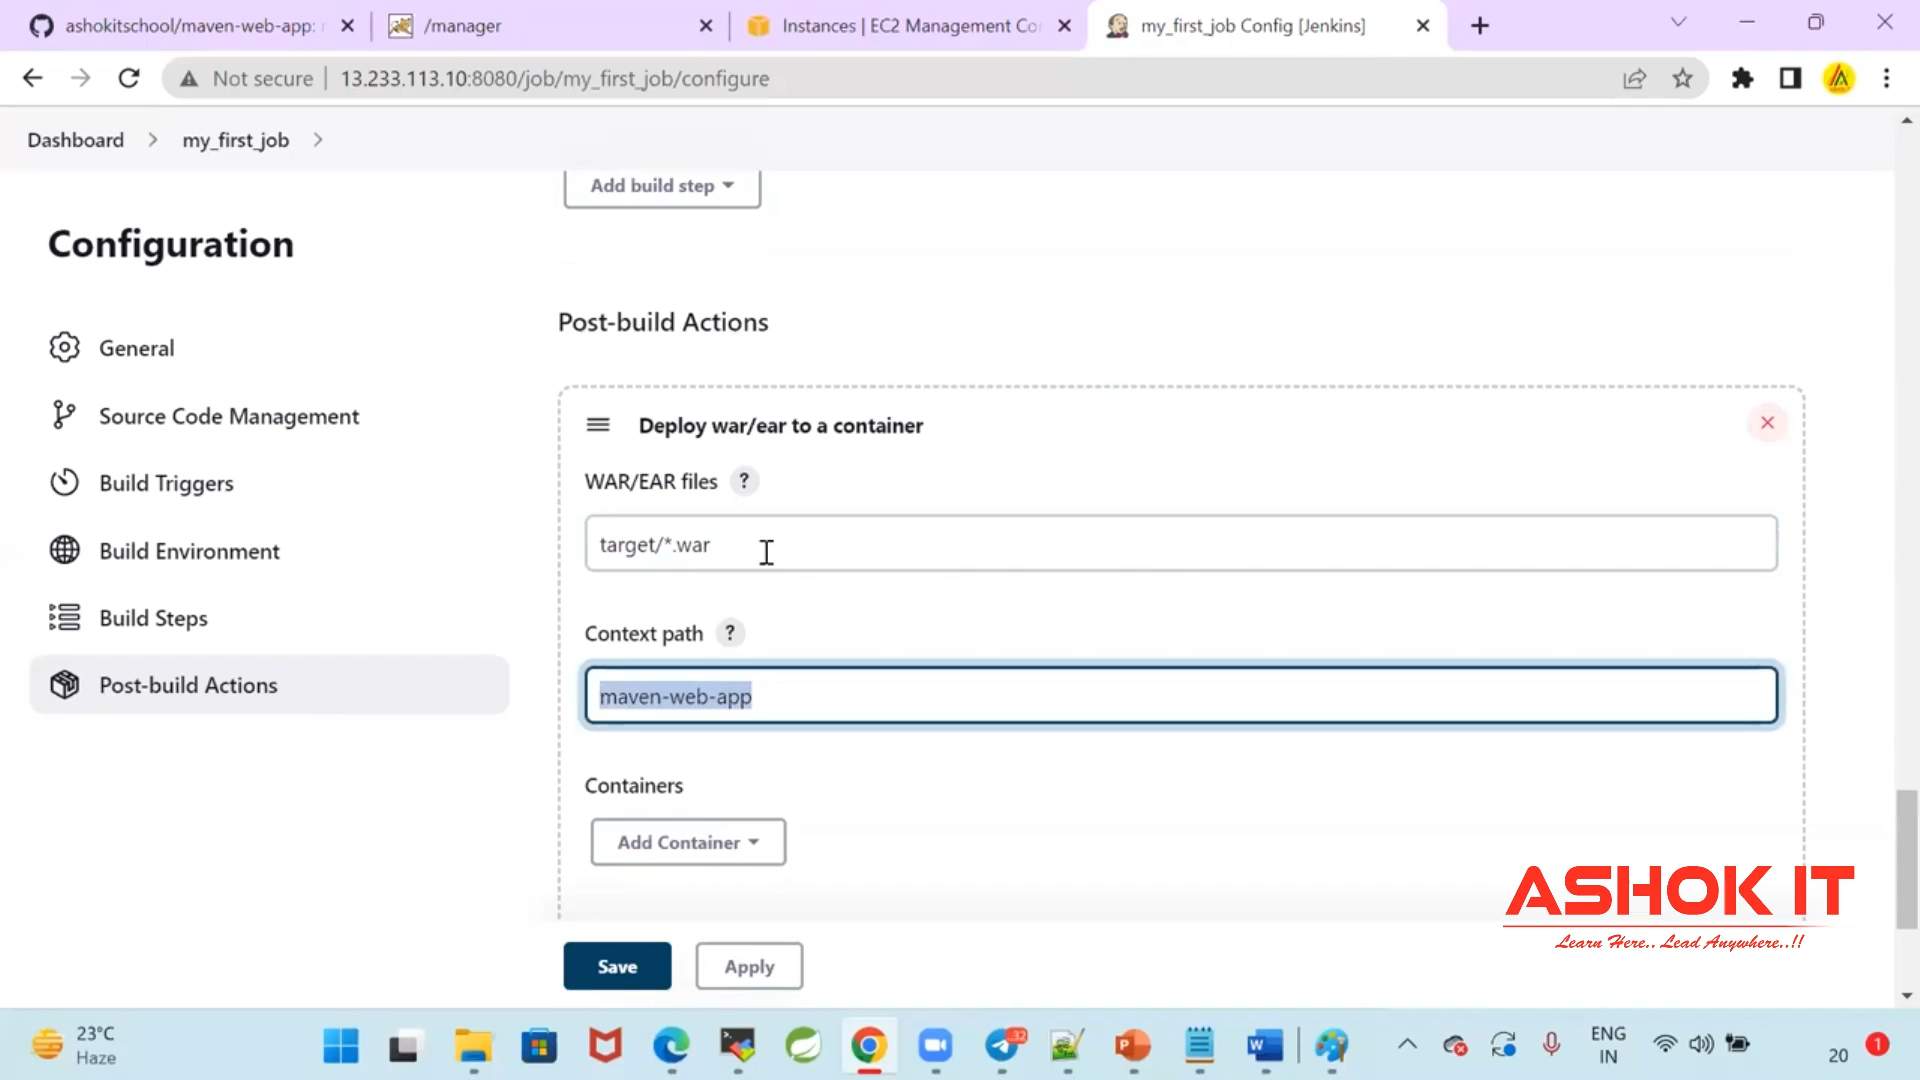 ashokitschool/maven-web-app:
/manager
Instances | EC2 Management Co
my_first_job Config [Jenkins]
Not secure
13.233.113.10:8080/job/my_first_job/configure
Dashboard
my_first_job
Add build step
Configuration
Post-build Actions
General
Source Code Management
Build Triggers
Build Environment
Build Steps
Post-build Actions
Deploy war/ear to a container
WAR/EAR files ?
target/*.war
Context path ?
maven-web-app
Containers
Add Container
ASHOK IT
Learn Here.. Lead Anywhere..!!
Save
Apply
23°C
Haze
32
ENG
IN
20
1